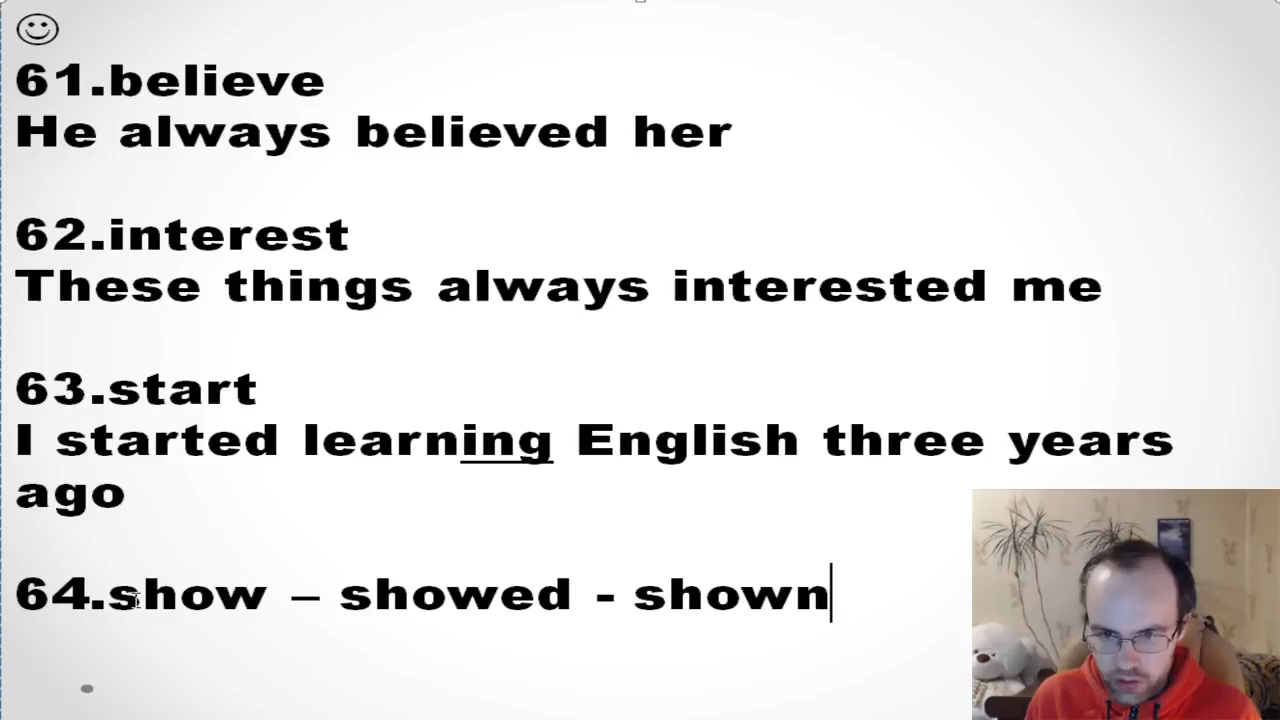 61.believe
He always believed her
62.interest
These things always interested me
63.start
I started learning English three years
ago
64.show – showed - shown